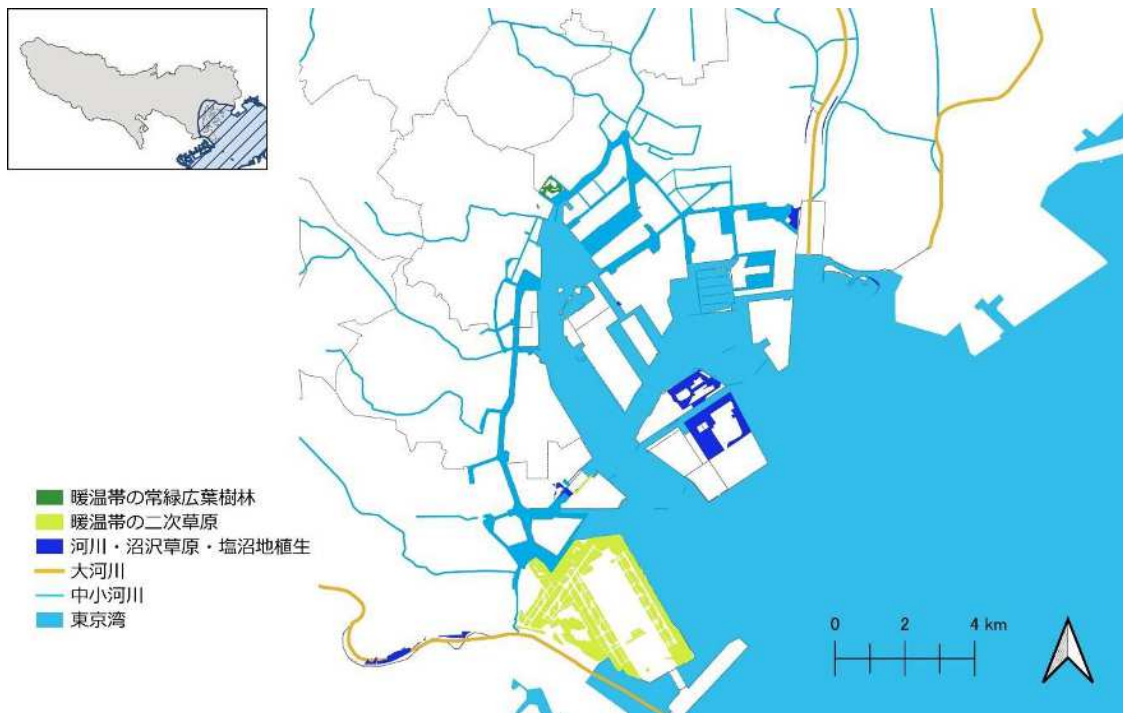 暖温帯の常緑広葉樹林
暖温帯の二次草原
河川・沼沢草原・塩沼地植生
大河川
中小河川
東京湾
0 2 4 km